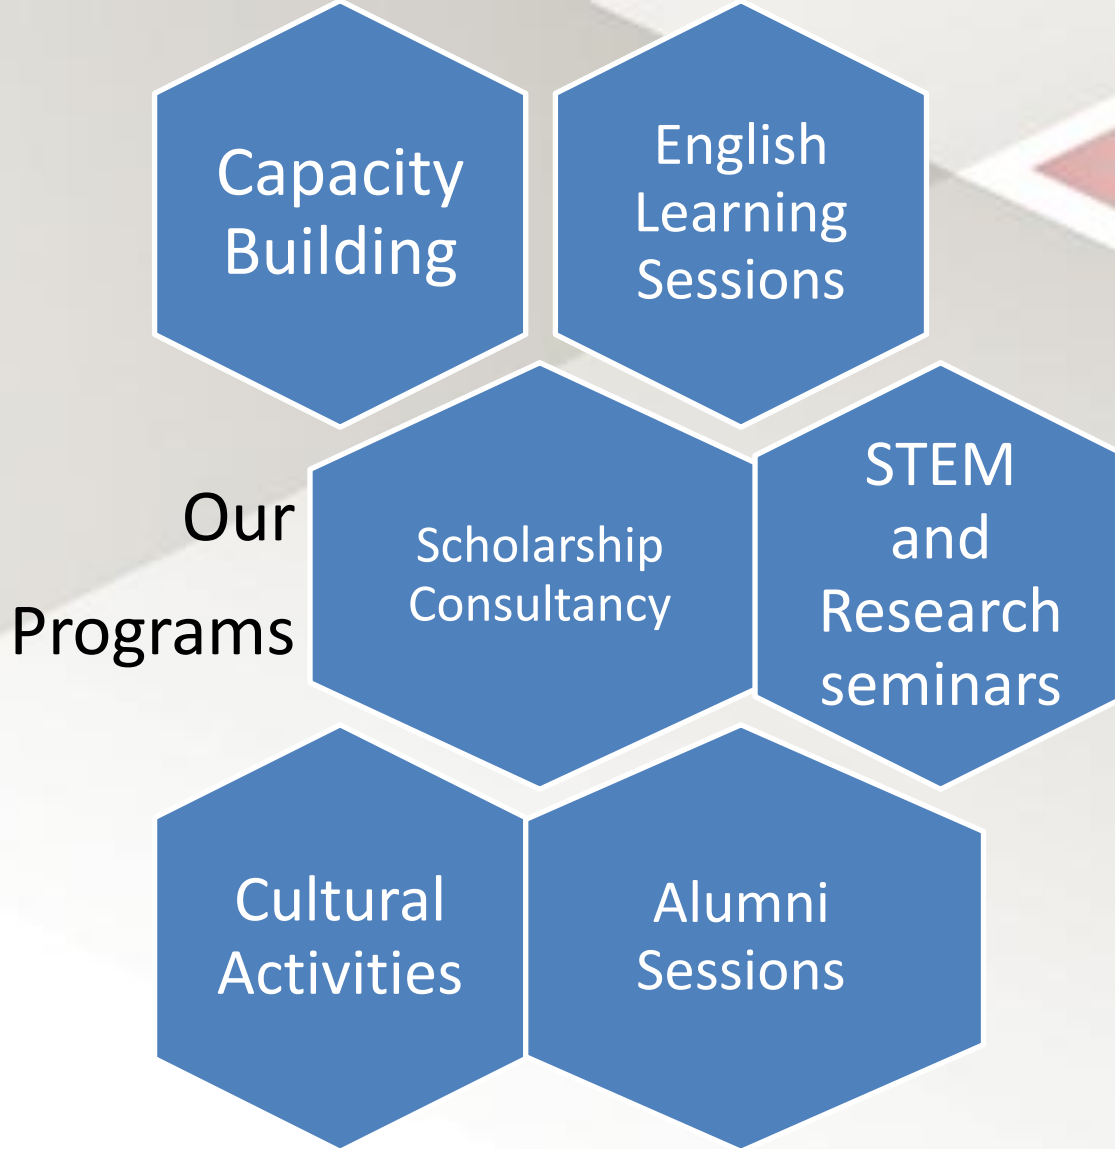 Capacity
Building
English
Learning
Sessions
Our
Programs
Scholarship
Consultancy
STEM
and
Research
seminars
Cultural
Activities
Alumni
Sessions